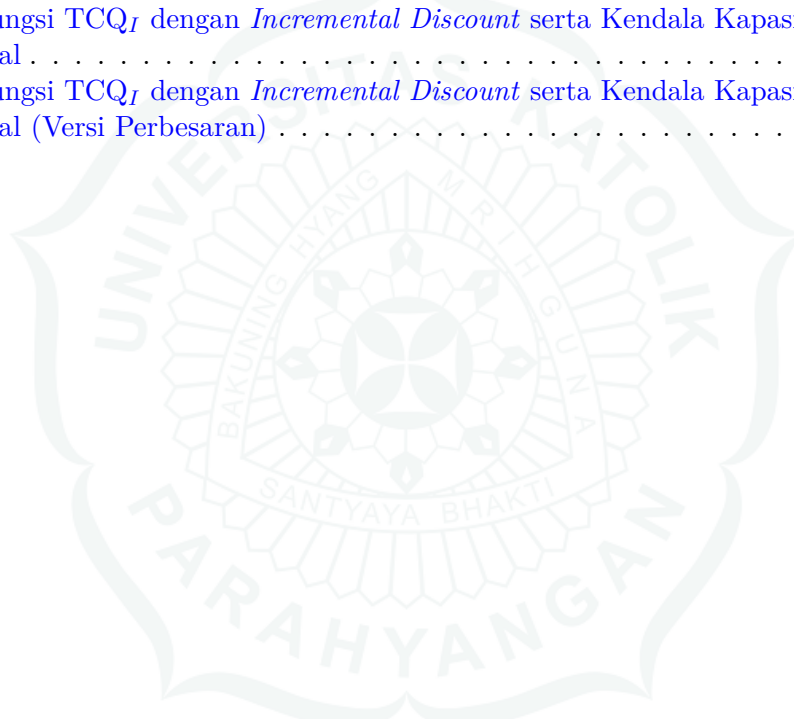 ungsi TCQ_I dengan Incremental Discount serta Kendala Kapasi
al . . . . . . . . . . . . . . . . . . . . . . . . . . . . . . . . . .
ungsi TCQ_I dengan Incremental Discount serta Kendala Kapasi
al (Versi Perbesaran) . . . . . . . . . . . . . . . . . . . . . . .
UNIVERSITAS KATOLIK
BAKUNING HYANG MRIHGUNA
SANTYAYA BHAKTI
PARAHYANGAN